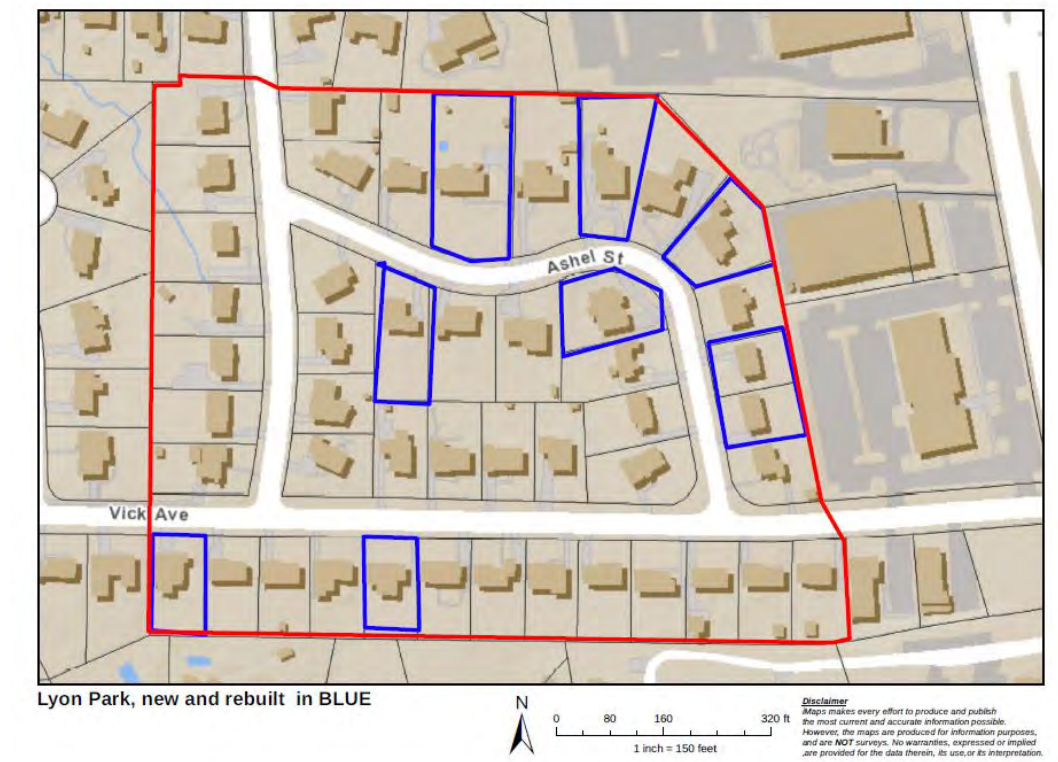 Ashel St
Vick Ave
Lyon Park, new and rebuilt in BLUE
N
0 80 160 320 ft
1 inch = 150 feet
Disclaimer
iMaps makes every effort to produce and publish
the most current and accurate information possible.
However, the maps are produced for information purposes,
and are NOT surveys. No warranties, expressed or implied
,are provided for the data therein, its use,or its interpretation.